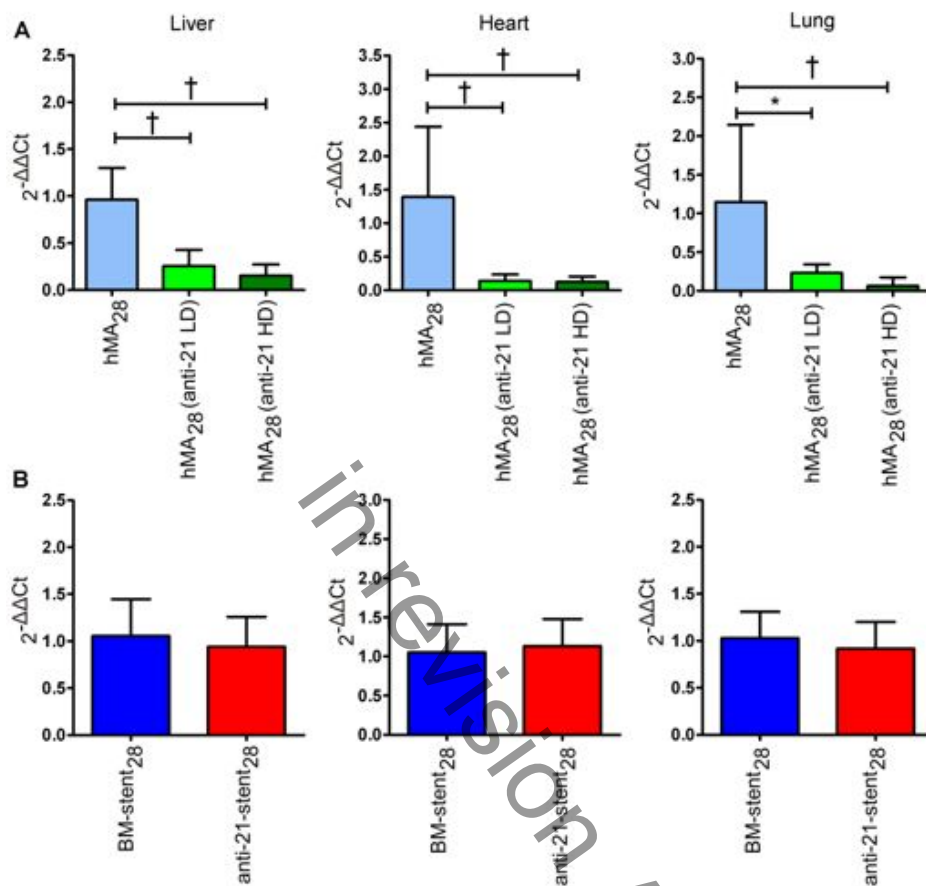 A
Liver
Heart
Lung
2^-ΔΔCt
2.5
2.0
1.5
1.0
0.5
0.0
†
†
hMA28
hMA28(anti-21 LD)
hMA28(anti-21 HD)
2^-ΔΔCt
3.5
3.0
2.5
2.0
1.5
1.0
0.5
0.0
†
†
hMA28
hMA28(anti-21 LD)
hMA28(anti-21 HD)
2^-ΔΔCt
3.0
2.5
2.0
1.5
1.0
0.5
0.0
†
*
hMA28
hMA28(anti-21 LD)
hMA28(anti-21 HD)
B
2^-ΔΔCt
2.5
2.0
1.5
1.0
0.5
0.0
BM-stent28
anti-21-stent28
2^-ΔΔCt
3.0
2.5
2.0
1.5
1.0
0.5
0.0
BM-stent28
anti-21-stent28
2^-ΔΔCt
2.5
2.0
1.5
1.0
0.5
0.0
BM-stent28
anti-21-stent28
in revision